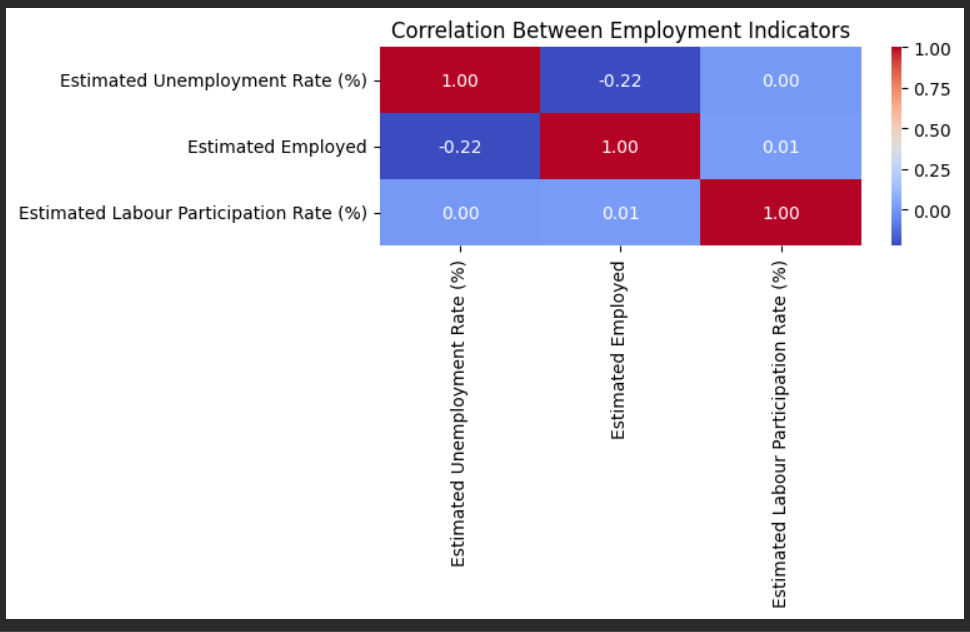 Correlation Between Employment Indicators
Estimated Unemployment Rate (%)
1.00
-0.22
0.00
Estimated Employed
-0.22
1.00
0.01
Estimated Labour Participation Rate (%)
0.00
0.01
1.00
Estimated Unemployment Rate (%)
Estimated Employed
Estimated Labour Participation Rate (%)
1.00
0.75
0.50
0.25
0.00